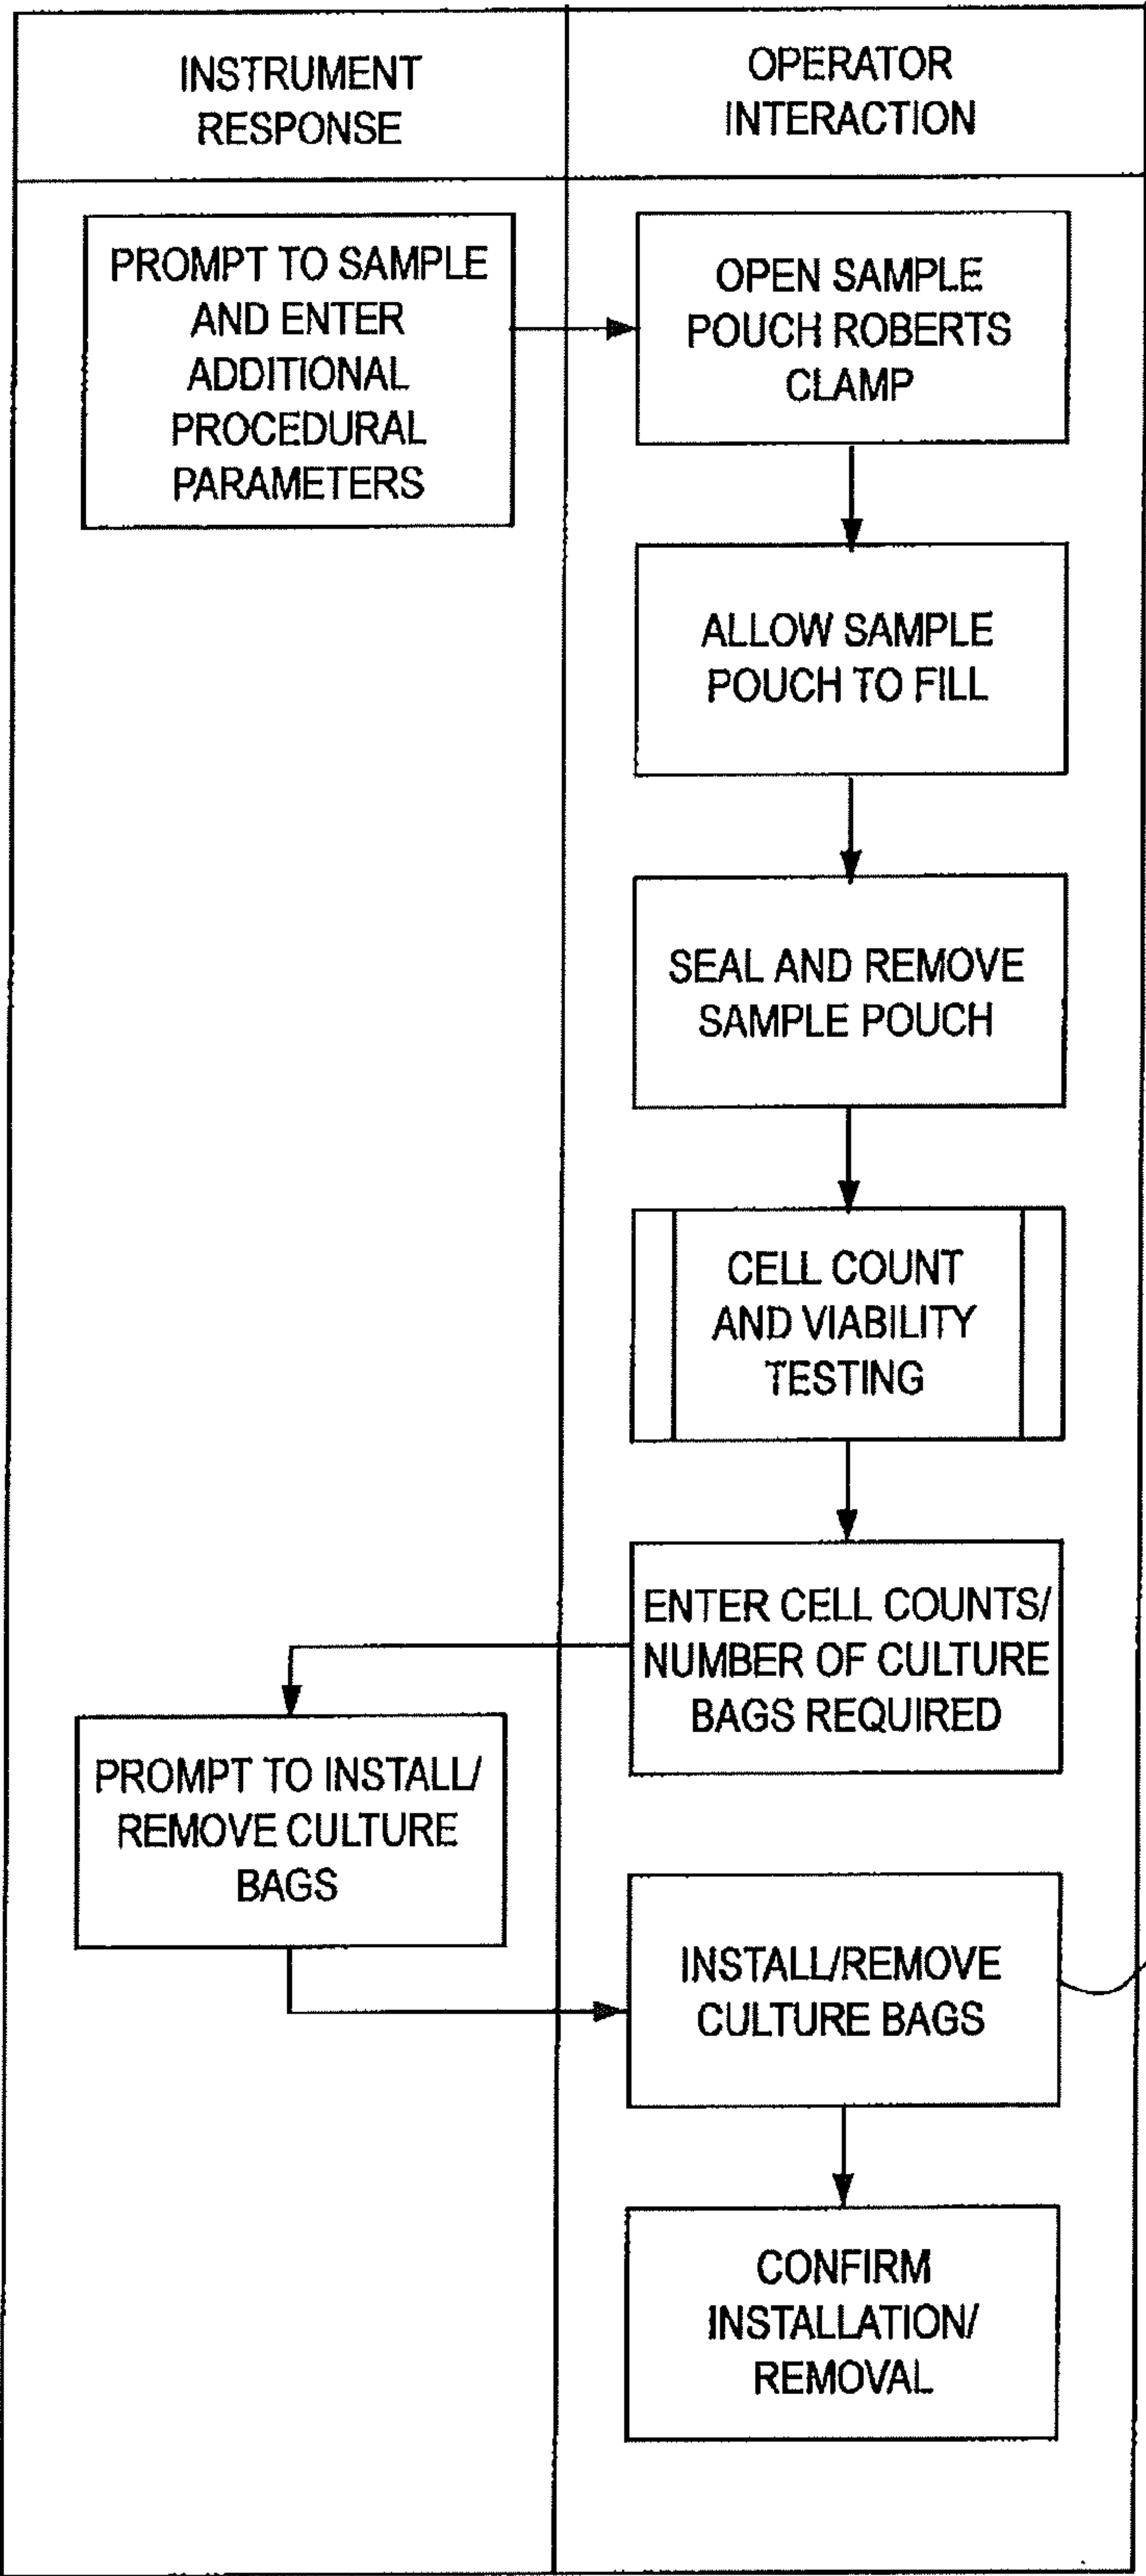 INSTRUMENT
RESPONSE
OPERATOR
INTERACTION
PROMPT TO SAMPLE
AND ENTER
ADDITIONAL
PROCEDURAL
PARAMETERS
OPEN SAMPLE
POUCH ROBERTS
CLAMP
ALLOW SAMPLE
POUCH TO FILL
SEAL AND REMOVE
SAMPLE POUCH
CELL COUNT
AND VIABILITY
TESTING
ENTER CELL COUNTS/
NUMBER OF CULTURE
BAGS REQUIRED
PROMPT TO INSTALL/
REMOVE CULTURE
BAGS
INSTALL/REMOVE
CULTURE BAGS
CONFIRM
INSTALLATION/
REMOVAL